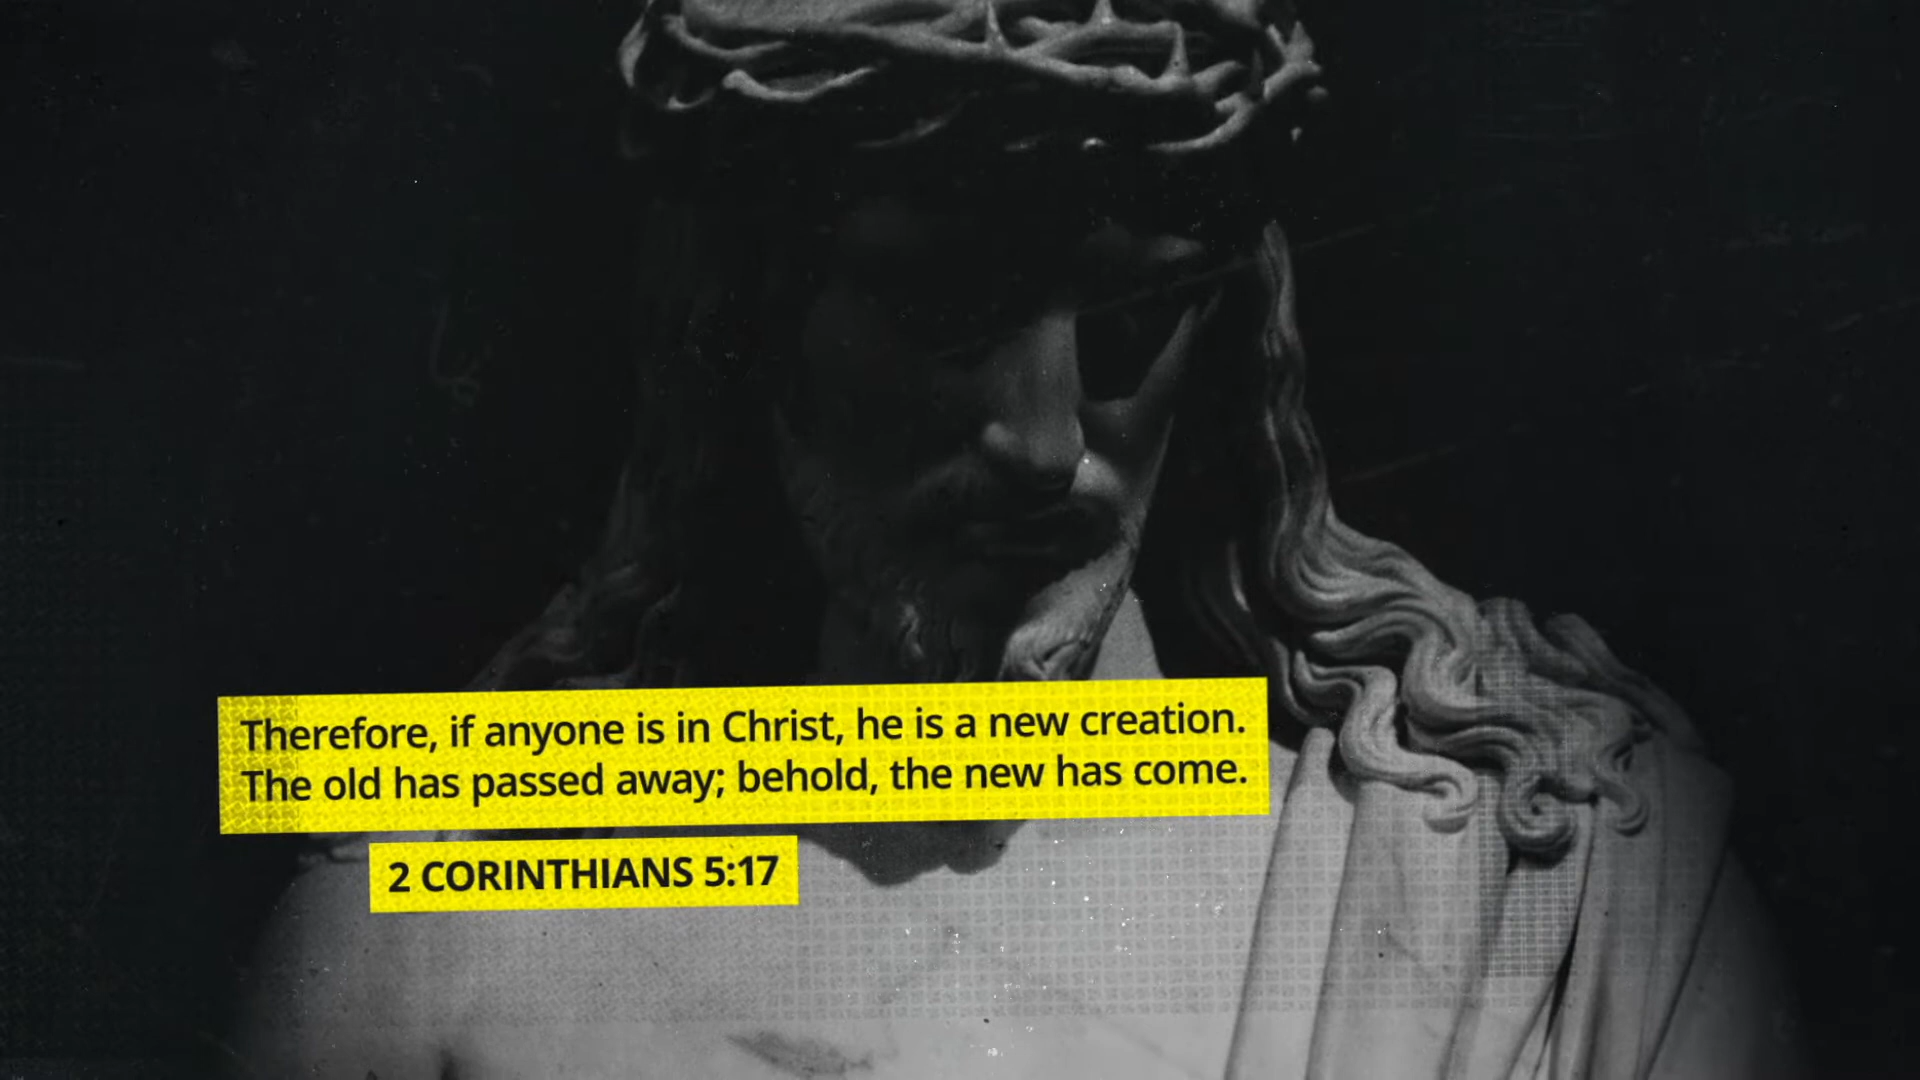 Therefore, if anyone is in Christ, he is a new creation.
The old has passed away; behold, the new has come.
2 CORINTHIANS 5:17